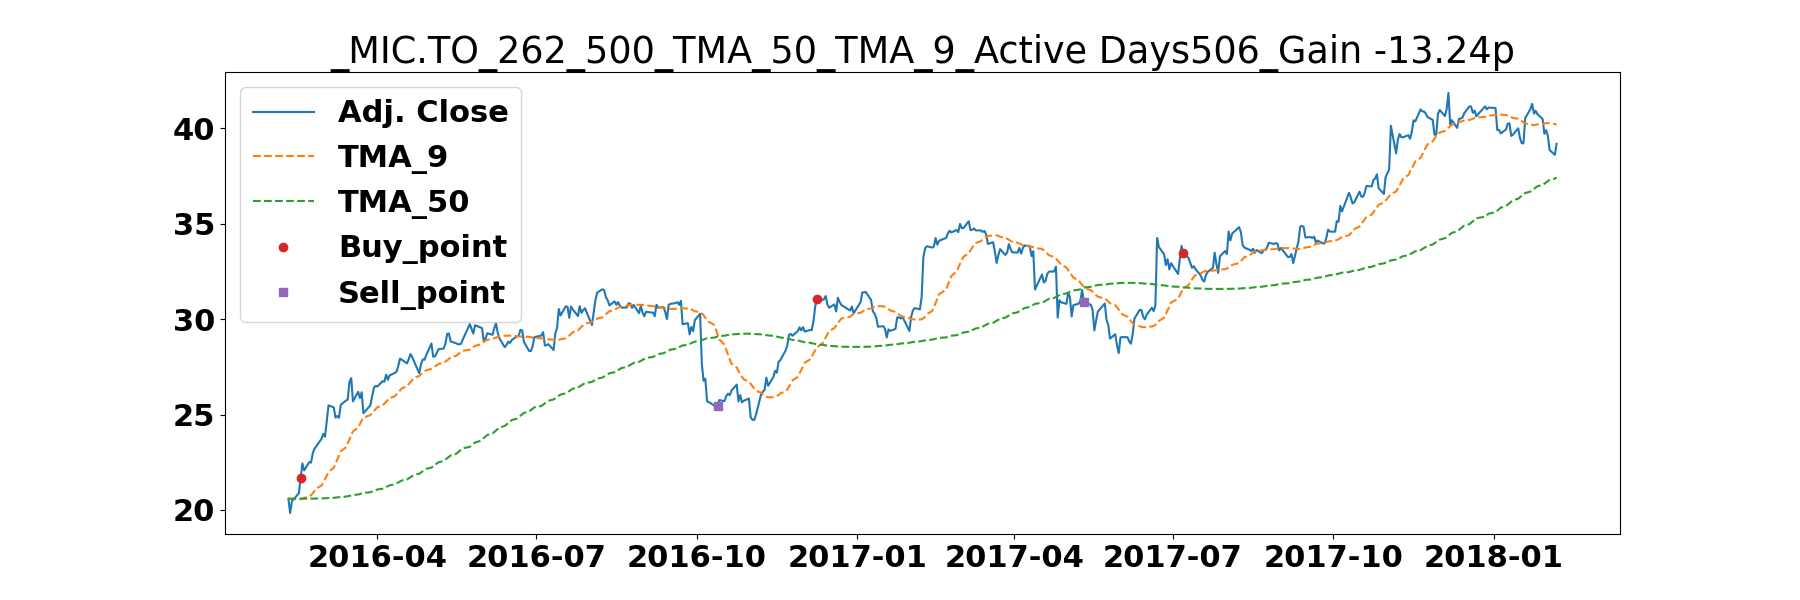 _MIC.TO_262_500_TMA_50_TMA_9_Active Days506_Gain -13.24p
Adj. Close
TMA_9
TMA_50
Buy_point
Sell_point
40
35
30
25
20
2016-04 2016-07 2016-10 2017-01 2017-04 2017-07 2017-10 2018-01